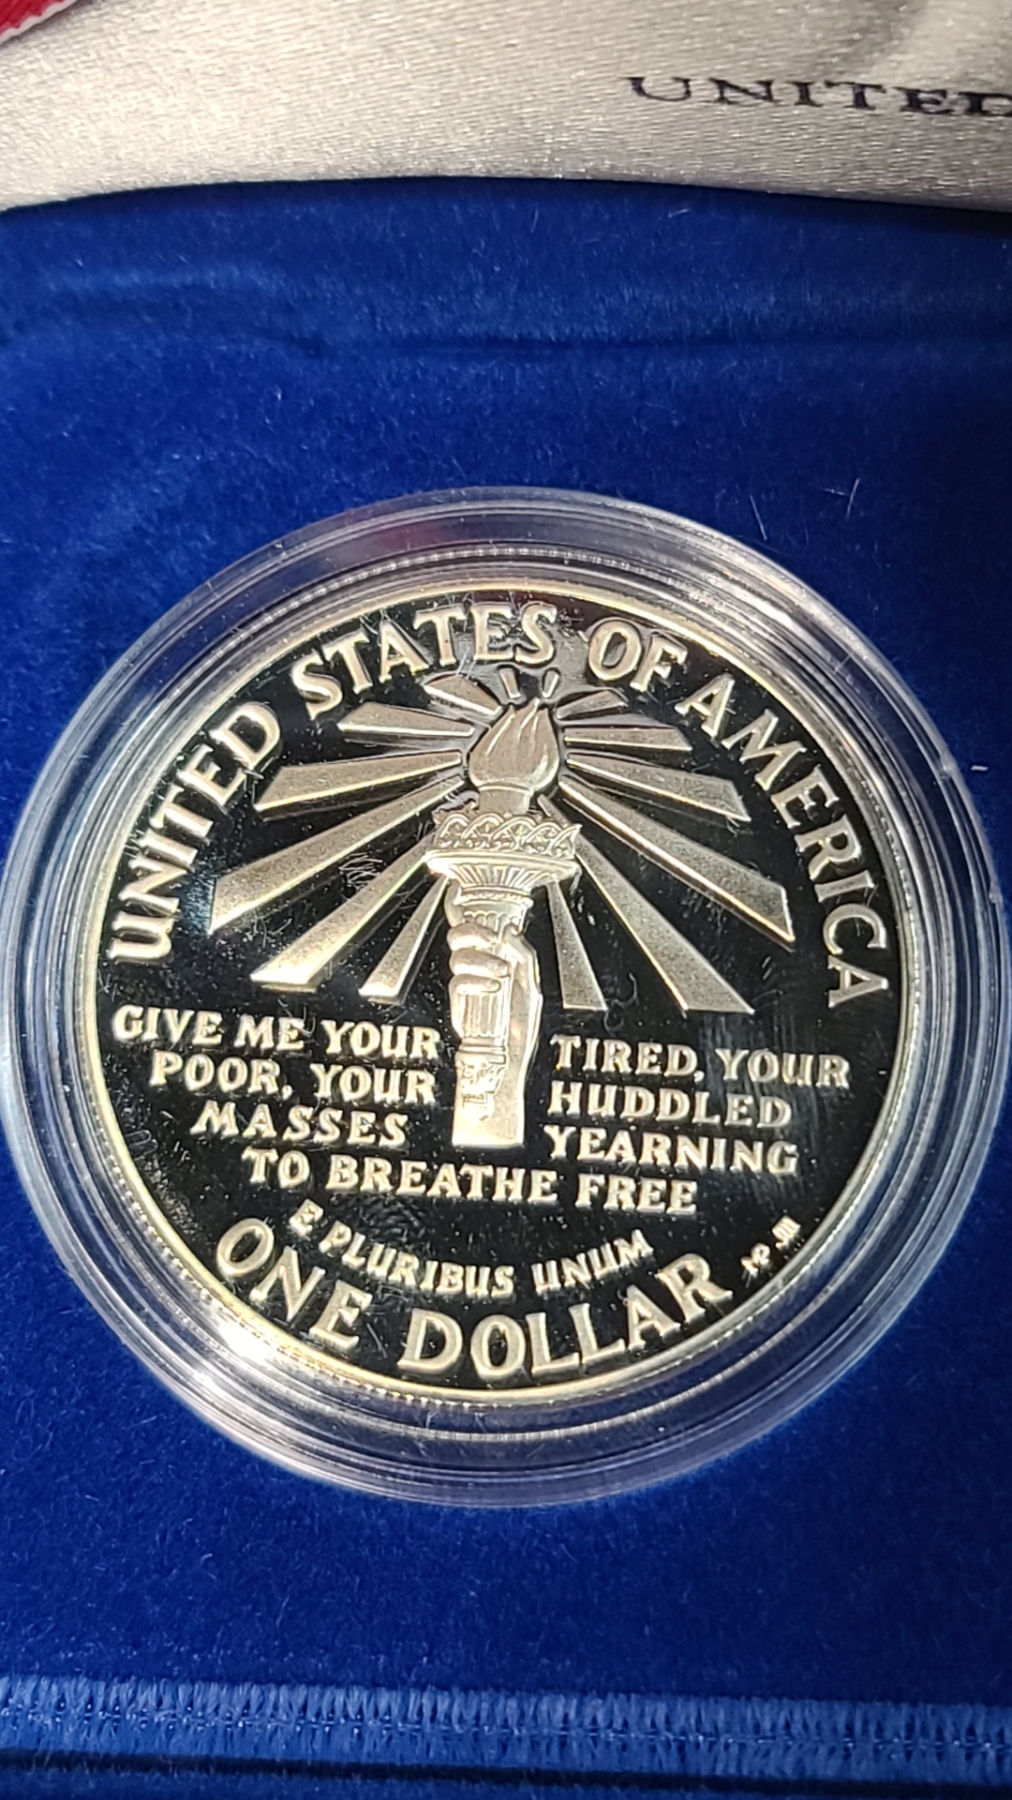 UNITED
UNITED STATES OF AMERICA
GIVE ME YOUR TIRED, YOUR
POOR, YOUR HUDDLED
MASSES YEARNING
TO BREATHE FREE
E PLURIBUS UNUM
ONE DOLLAR